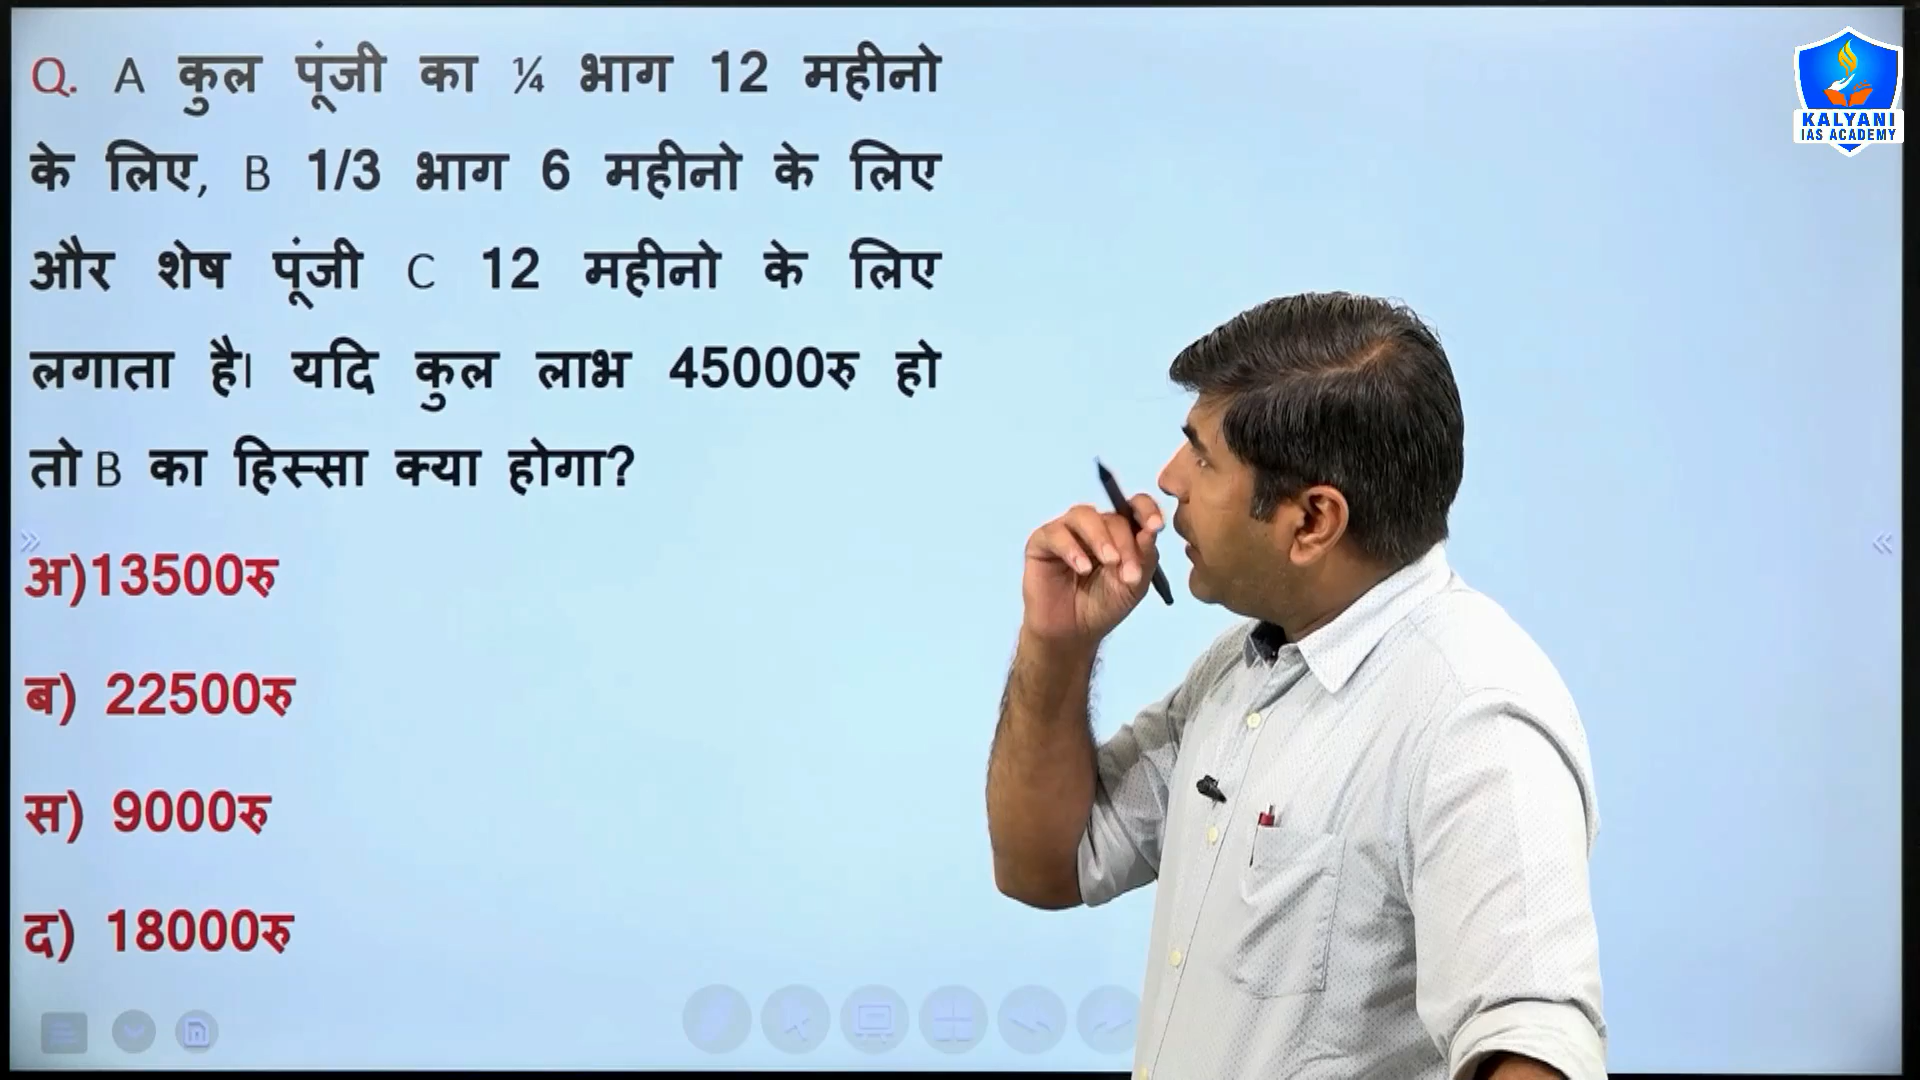 Q. A कुल पूंजी का ¼ भाग 12 महीनो
के लिए, B 1/3 भाग 6 महीनो के लिए
और शेष पूंजी C 12 महीनो के लिए
लगाता है। यदि कुल लाभ 45000रु हो
तो B का हिस्सा क्या होगा?
अ)13500रु
ब) 22500रु
स) 9000रु
द) 18000रु
KALYANI
IAS ACADEMY